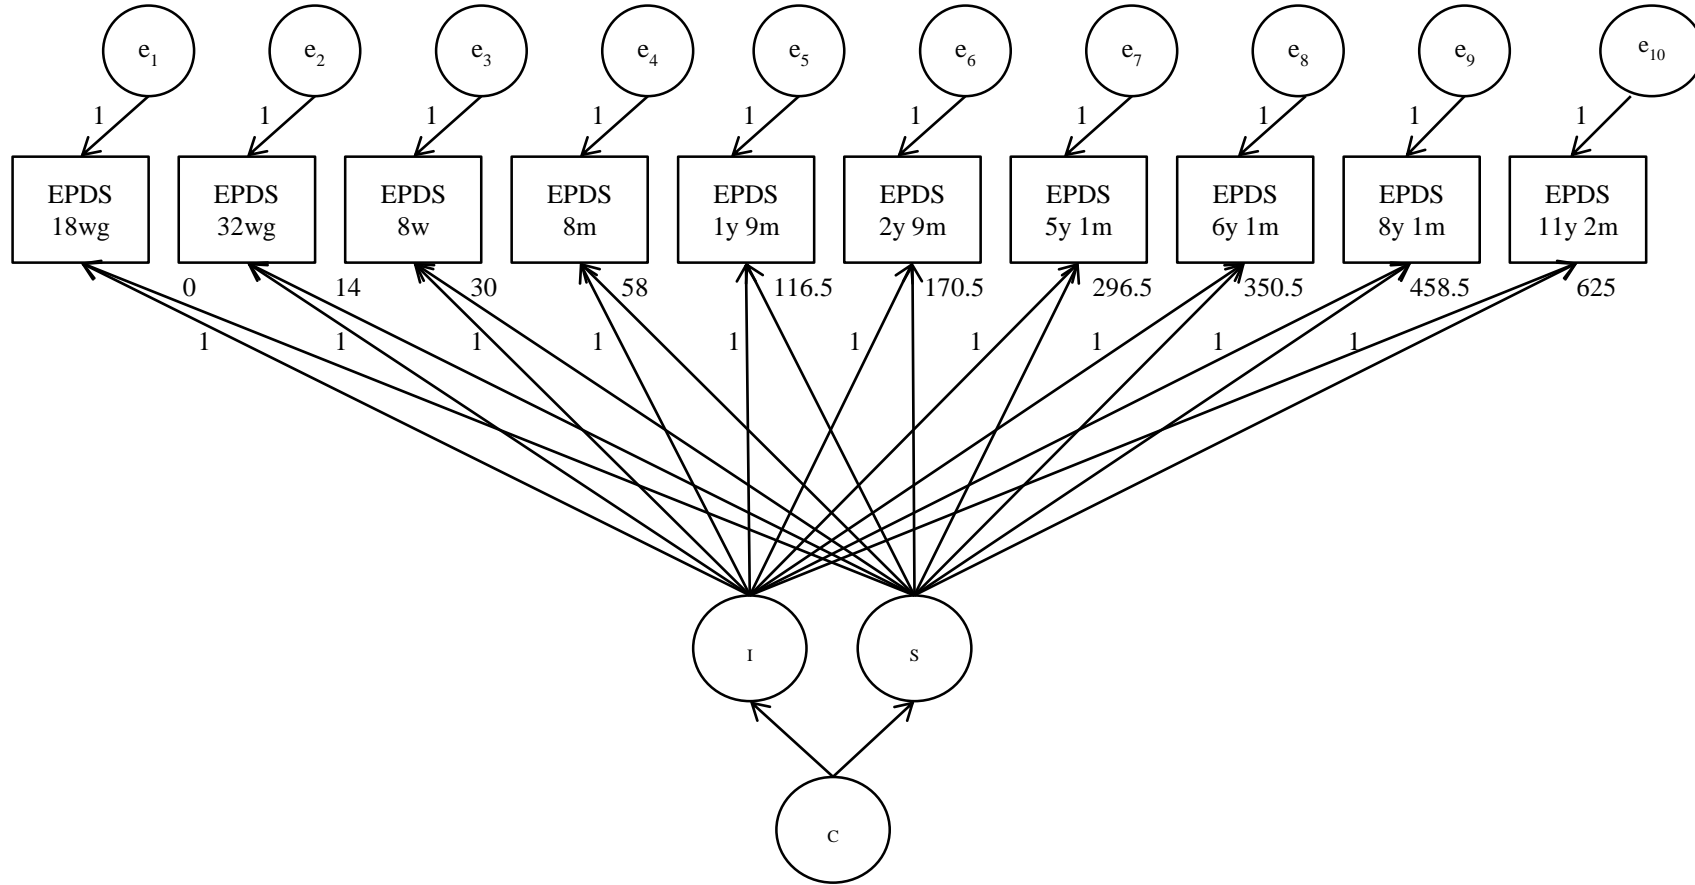 e1 e2 e3 e4 e5 e6 e7 e8 e9 e10
1 1 1 1 1 1 1 1 1 1
EPDS EPDS EPDS EPDS EPDS EPDS EPDS EPDS EPDS EPDS
18wg 32wg 8w 8m 1y 9m 2y 9m 5y 1m 6y 1m 8y 1m 11y 2m
0 14 30 58 116.5 170.5 296.5 350.5 458.5 625
1 1 1 1 1 1 1 1 1 1
I S
C